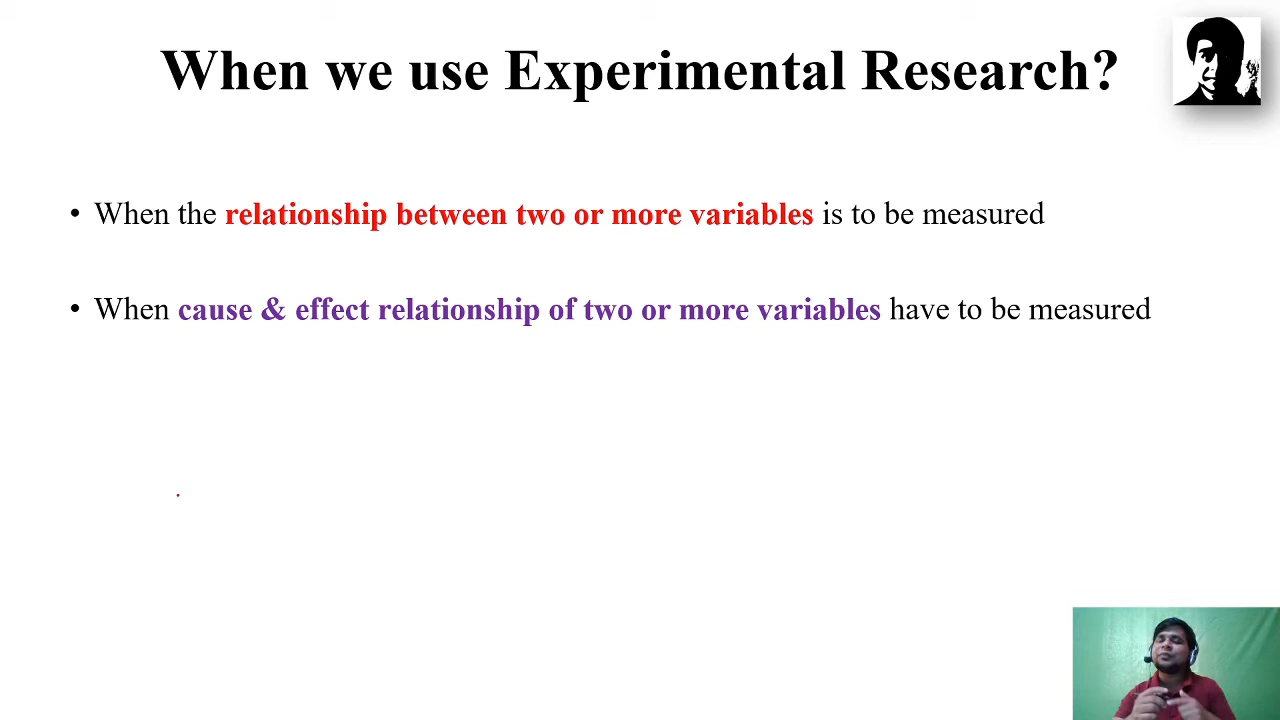 When we use Experimental Research?
• When the relationship between two or more variables is to be measured
• When cause & effect relationship of two or more variables have to be measured